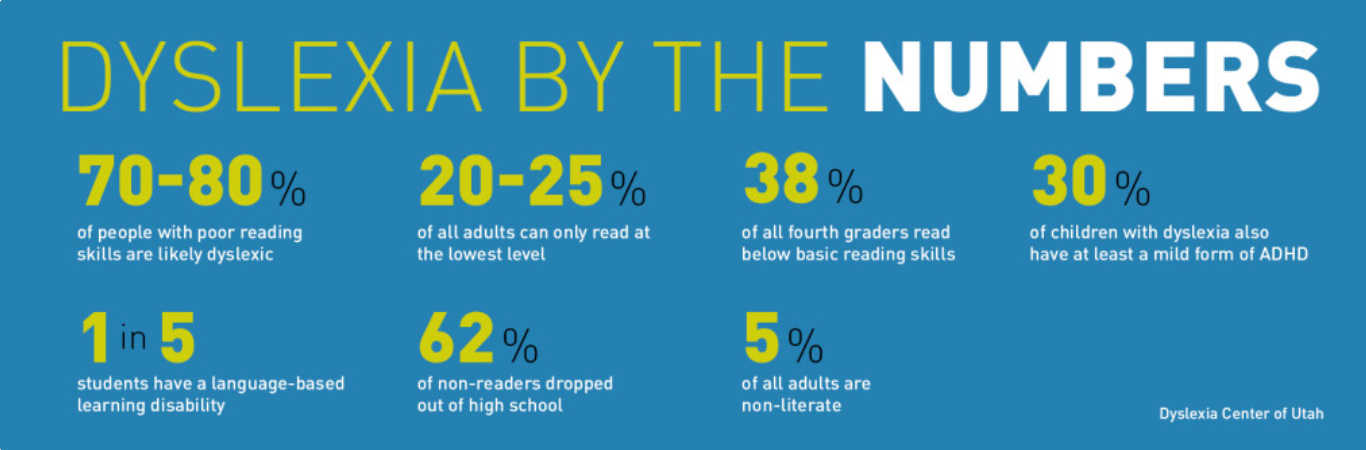 DYSLEXIA BY THE NUMBERS
70-80%
of people with poor reading
skills are likely dyslexic
20-25%
of all adults can only read at
the lowest level
38%
of all fourth graders read
below basic reading skills
30%
of children with dyslexia also
have at least a mild form of ADHD
1 in 5
students have a language-based
learning disability
62%
of non-readers dropped
out of high school
5%
of all adults are
non-literate
Dyslexia Center of Utah